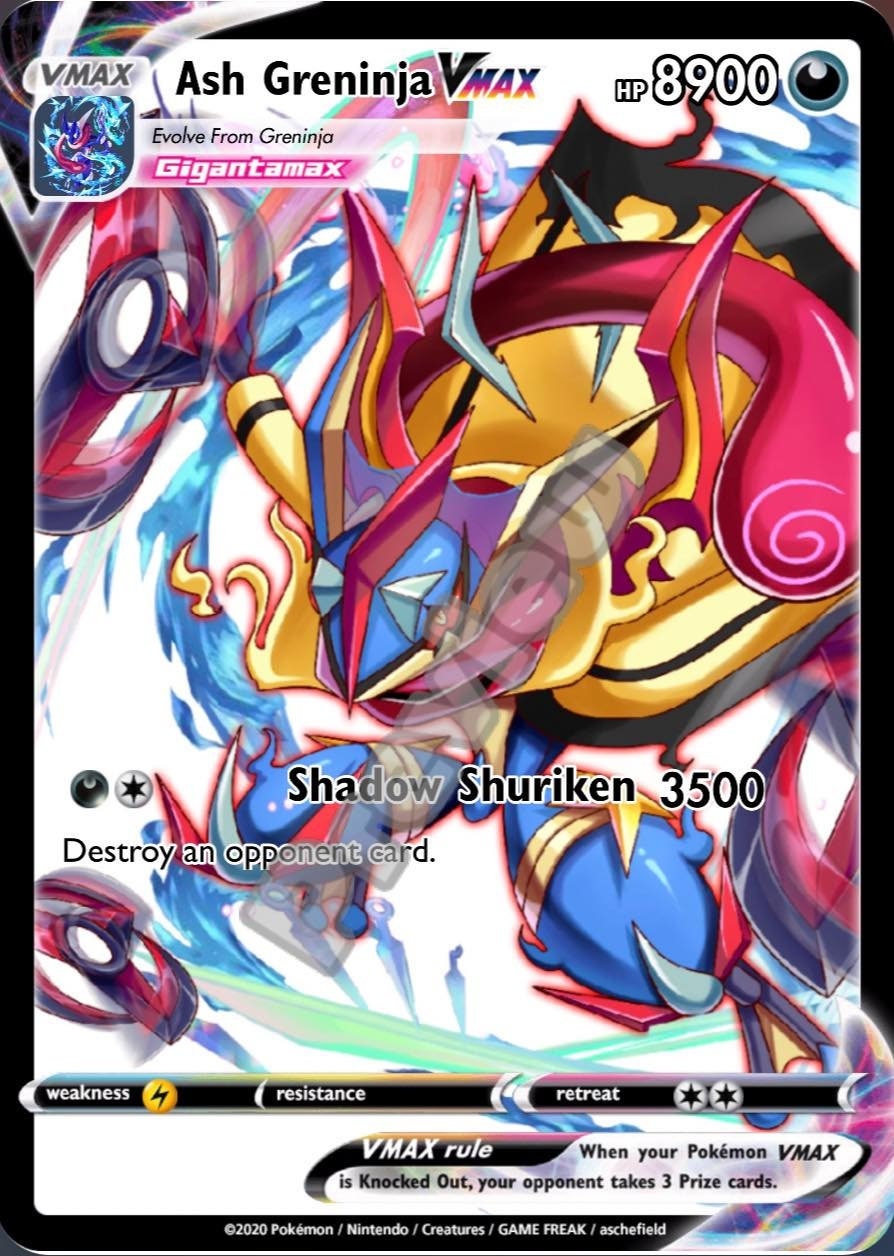 VMAX
Ash Greninja VMAX HP 8900
Evolve From Greninja
Gigantamax
Shadow Shuriken 3500
Destroy an opponent card.
weakness resistance retreat
VMAX rule When your Pokémon VMAX
is Knocked Out, your opponent takes 3 Prize cards.
©2020 Pokémon / Nintendo / Creatures / GAME FREAK / aschefield